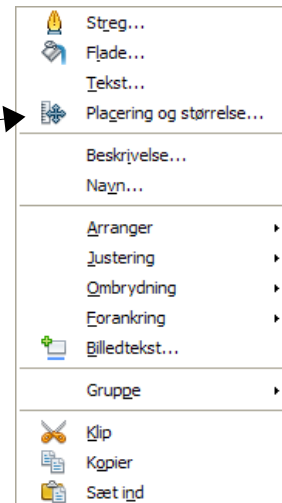 Streg...
Flade...
Tekst...
Placering og størrelse...
Beskrivelse...
Navn...
Arranger
Justering
Ombrydning
Forankring
Billedtekst...
Gruppe
Klip
Kopier
Sæt ind